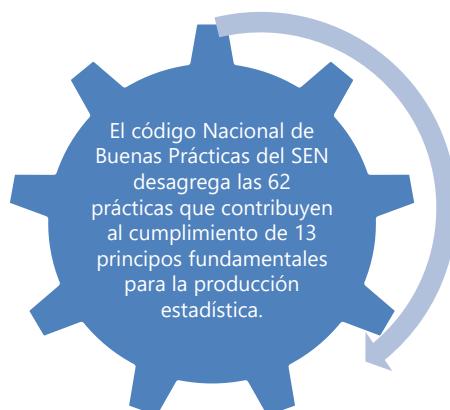 El código Nacional de
Buenas Prácticas del SEN
desagrega las 62
prácticas que contribuyen
al cumplimiento de 13
principos fundamentales
para la producción
estadística.